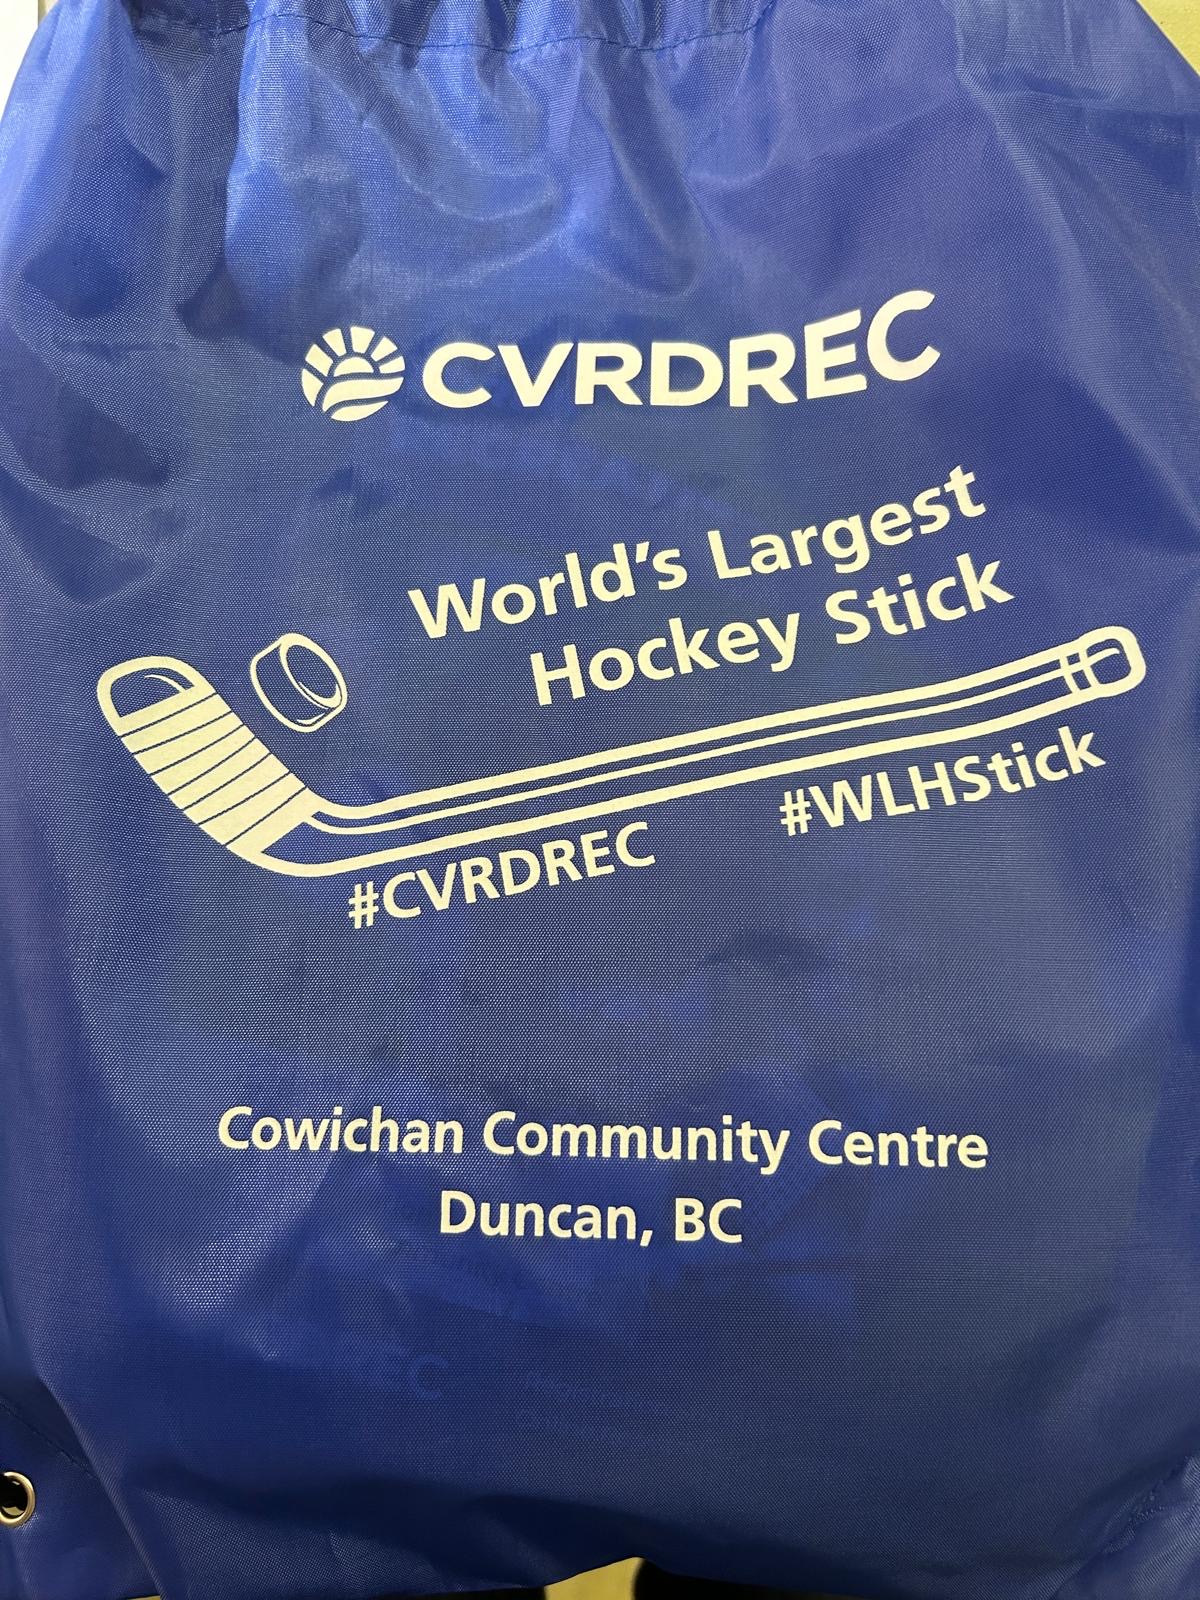 CVRDREC
World's Largest
Hockey Stick
#CVRDREC
#WLHStick
Cowichan Community Centre
Duncan, BC